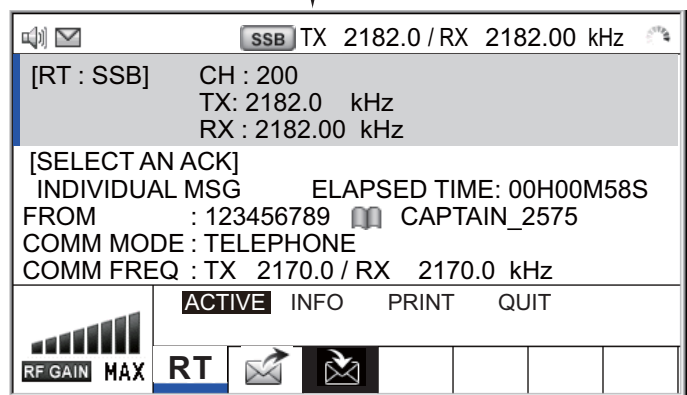 SSB TX 2182.0 / RX 2182.00 kHz
[RT : SSB] CH : 200
TX: 2182.0 kHz
RX : 2182.00 kHz
[SELECT AN ACK]
INDIVIDUAL MSG ELAPSED TIME: 00H00M58S
FROM : 123456789 CAPTAIN_2575
COMM MODE : TELEPHONE
COMM FREQ : TX 2170.0 / RX 2170.0 kHz
ACTIVE INFO PRINT QUIT
RF GAIN MAX RT